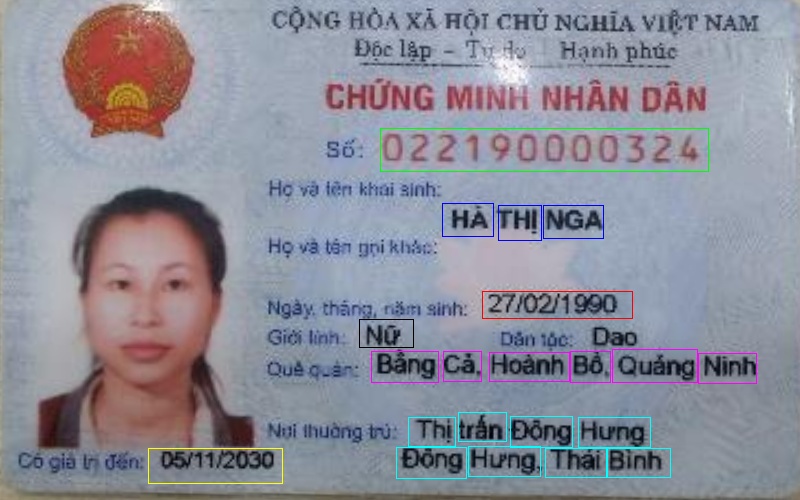 CỘNG HÒA XÃ HỘI CHỦ NGHĨA VIỆT NAM
Độc lập - Tự do Hạnh phúc
CHỨNG MINH NHÂN DÂN
Số: 022190000324
Họ và tên khai sinh:
HÀ THỊ NGA
Họ và tên gọi khác:
Ngày, tháng, năm sinh: 27/02/1990
Giới tính: Nữ Dân tộc: Dao
Quê quán: Bằng Cả, Hoành Bồ, Quảng Ninh
Nơi thường trú: Thị trấn Đông Hưng
Đông Hưng, Thái Bình
Có giá trị đến: 05/11/2030